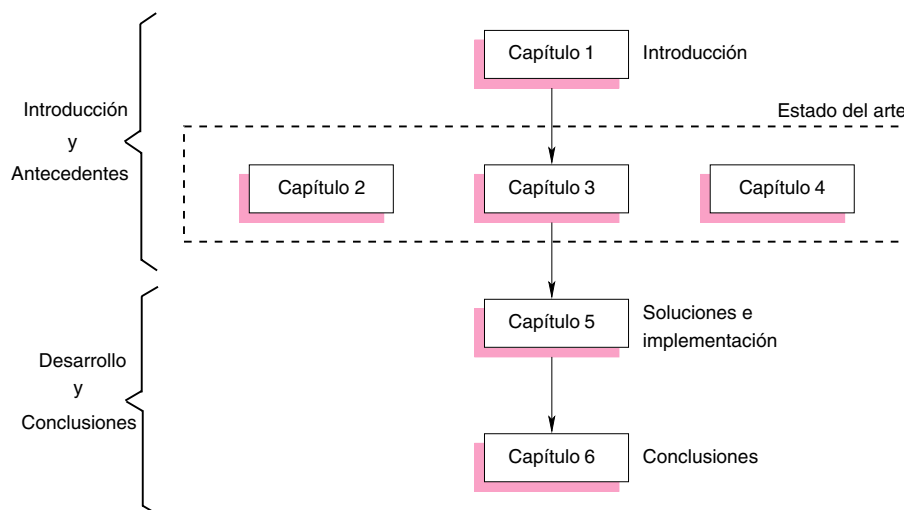 Capítulo 1
Introducción
Introducción
y
Antecedentes
Estado del arte
Capítulo 2
Capítulo 3
Capítulo 4
Capítulo 5
Soluciones e
implementación
Desarrollo
y
Conclusiones
Capítulo 6
Conclusiones